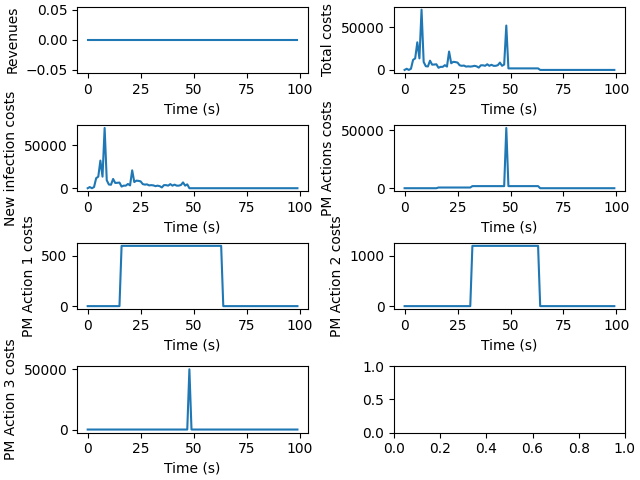 Revenues
0.05
0.00
−0.05
0 25 50 75 100
Time (s)
Total costs
50000
0
0 25 50 75 100
Time (s)
New infection costs
50000
0
0 25 50 75 100
Time (s)
PM Actions costs
50000
0
0 25 50 75 100
Time (s)
PM Action 1 costs
500
0
0 25 50 75 100
Time (s)
PM Action 2 costs
1000
0
0 25 50 75 100
Time (s)
PM Action 3 costs
50000
0
0 25 50 75 100
Time (s)
1.0
0.5
0.0
0.0 0.2 0.4 0.6 0.8 1.0